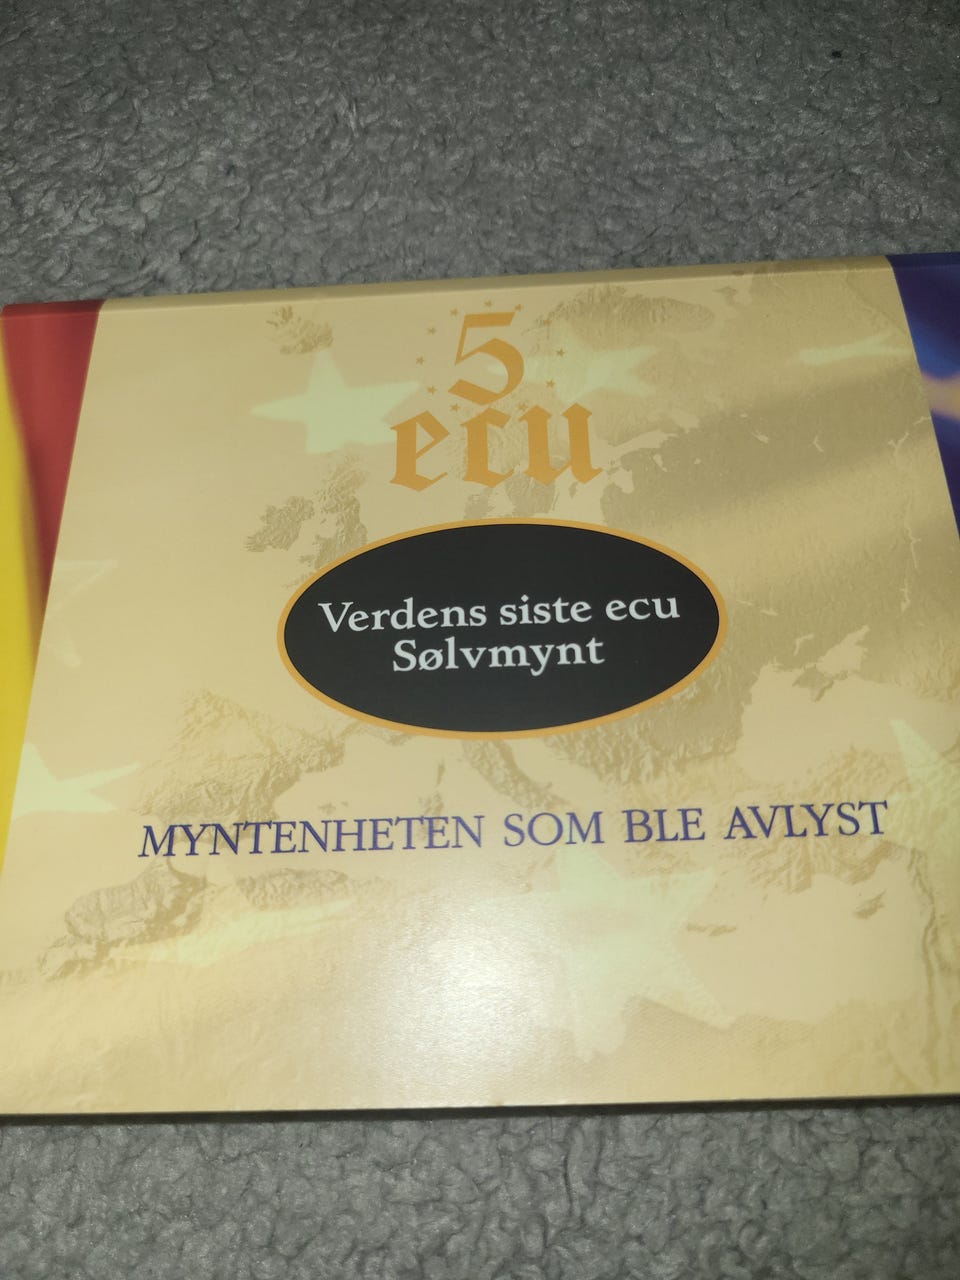 5
ecu
Verdens siste ecu
Sølvmynt
MYNTENHETEN SOM BLE AVLYST